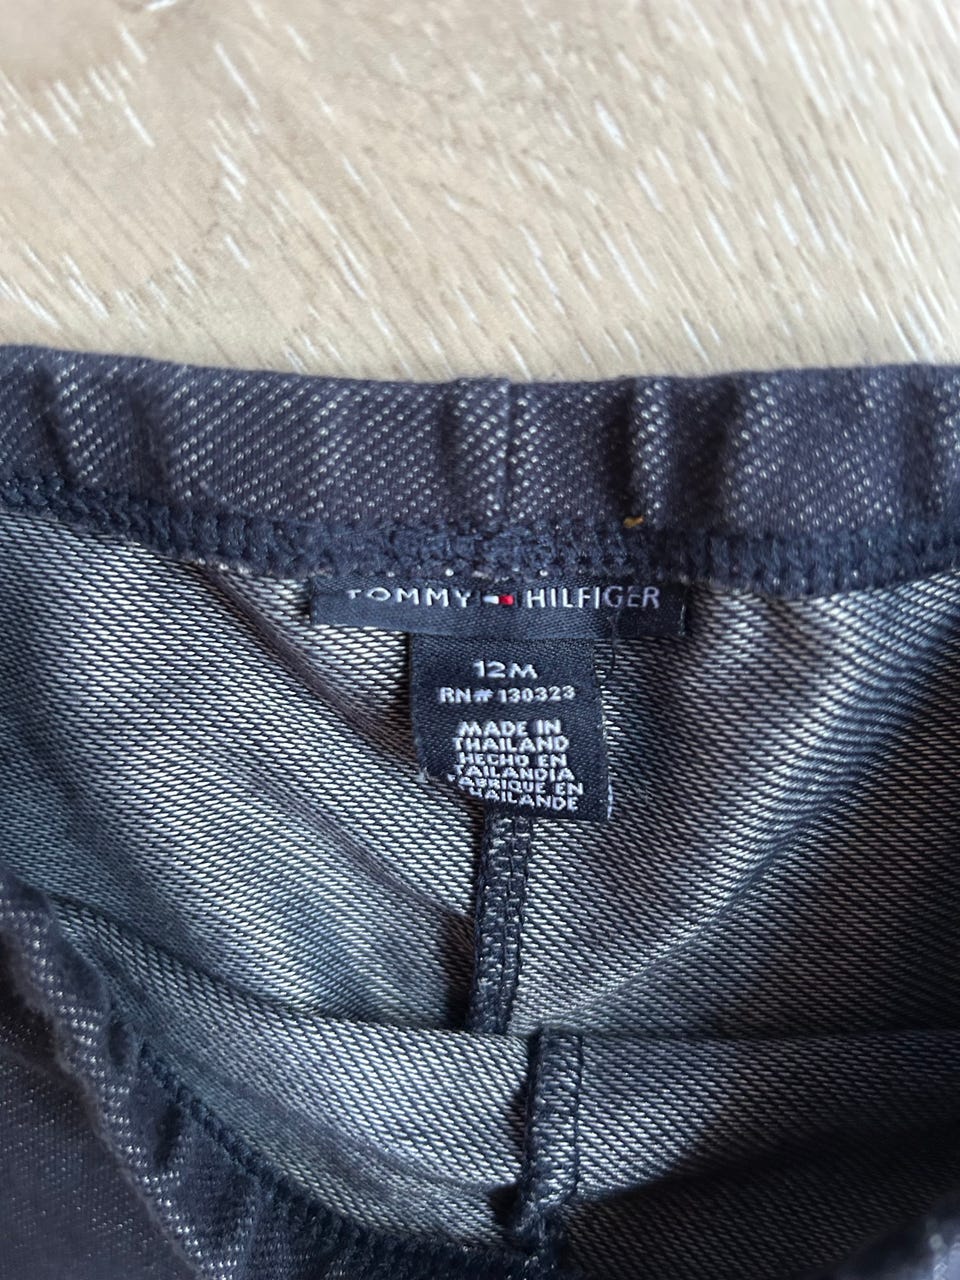 TOMMY HILFIGER
12M
RN# 130323
MADE IN
THAILAND
HECHO EN
TAILANDIA
FABRIQUE EN
THAILANDE